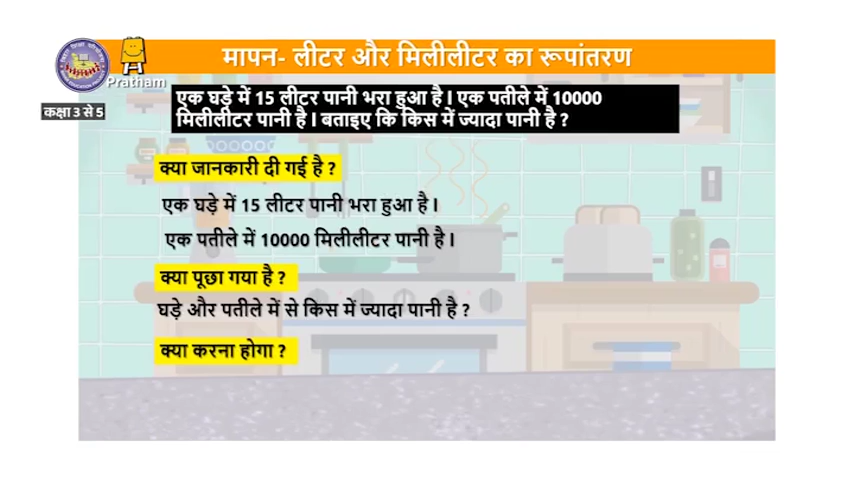 मापन- लीटर और मिलीलीटर का रूपांतरण
Pratham
कक्षा 3 से 5
एक घड़े में 15 लीटर पानी भरा हुआ है। एक पतीले में 10000
मिलीलीटर पानी है। बताइए कि किस में ज्यादा पानी है ?
क्या जानकारी दी गई है ?
एक घड़े में 15 लीटर पानी भरा हुआ है।
एक पतीले में 10000 मिलीलीटर पानी है।
क्या पूछा गया है ?
घड़े और पतीले में से किस में ज्यादा पानी है ?
क्या करना होगा ?